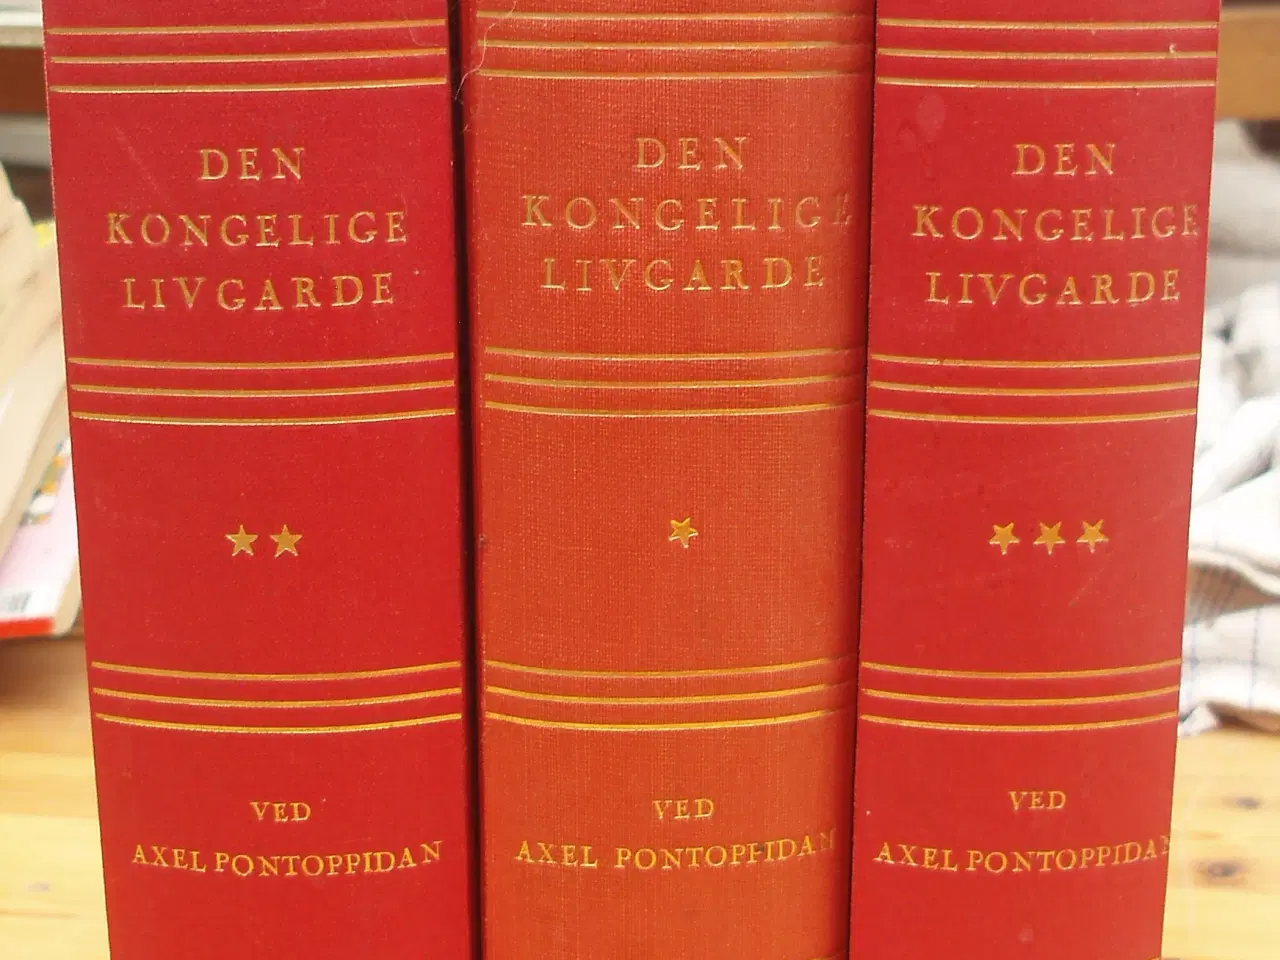 DEN
KONGELIGE
LIVGARDE
VED
AXEL PONTOPPIDAN
DEN
KONGELIGE
LIVGARDE
VED
AXEL PONTOPPIDAN
DEN
KONGELIGE
LIVGARDE
VED
AXEL PONTOPPIDAN